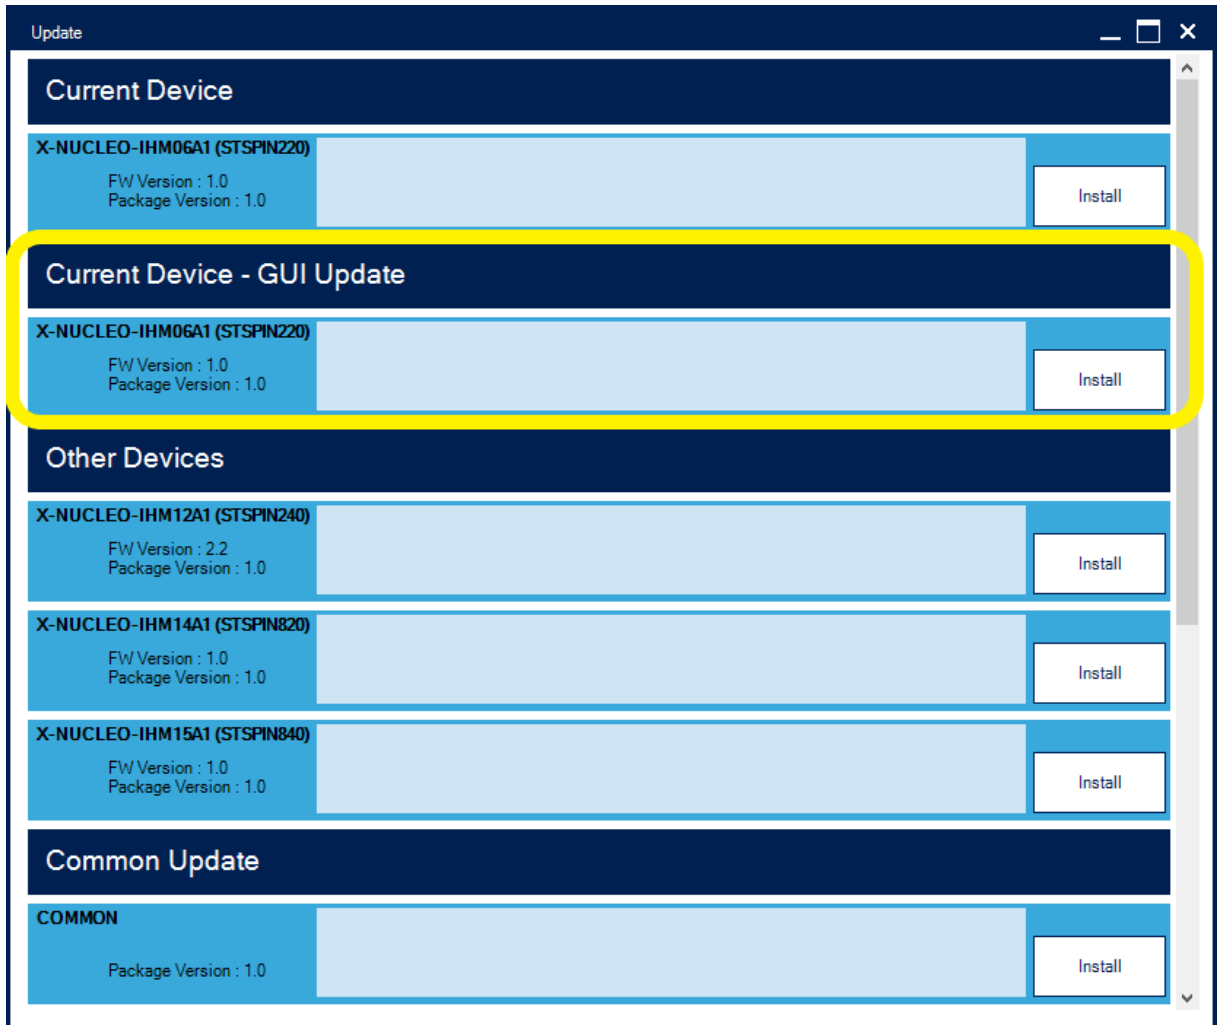 Update
Current Device
X-NUCLEO-IHM06A1 (STSPIN220)
FW Version : 1.0
Package Version : 1.0
Install
Current Device - GUI Update
X-NUCLEO-IHM06A1 (STSPIN220)
FW Version : 1.0
Package Version : 1.0
Install
Other Devices
X-NUCLEO-IHM12A1 (STSPIN240)
FW Version : 2.2
Package Version : 1.0
Install
X-NUCLEO-IHM14A1 (STSPIN820)
FW Version : 1.0
Package Version : 1.0
Install
X-NUCLEO-IHM15A1 (STSPIN840)
FW Version : 1.0
Package Version : 1.0
Install
Common Update
COMMON
Package Version : 1.0
Install